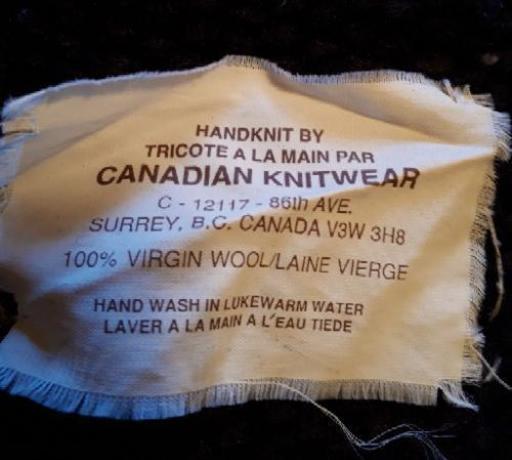 HANDKNIT BY
TRICOTE A LA MAIN PAR
CANADIAN KNITWEAR
C - 12117 - 86th AVE.
SURREY, B.C. CANADA V3W 3H8
100% VIRGIN WOOL/LAINE VIERGE
HAND WASH IN LUKEWARM WATER
LAVER A LA MAIN A L'EAU TIEDE